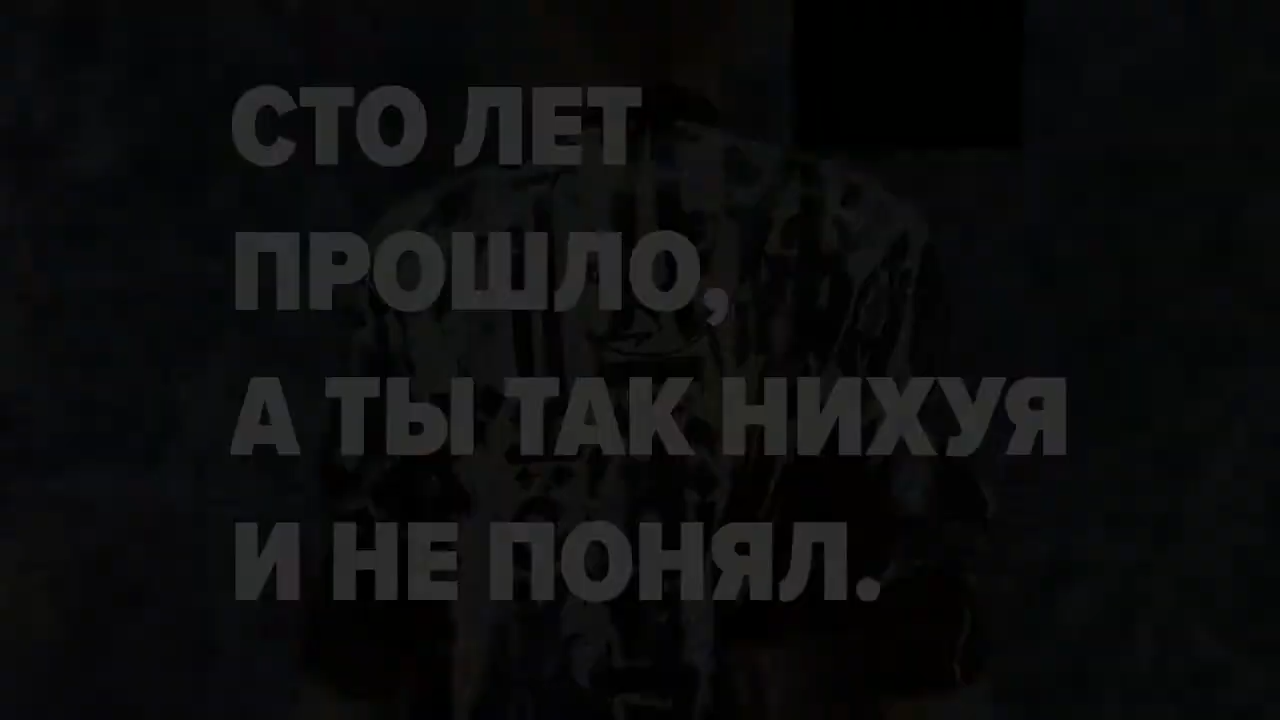 СТО ЛЕТ
ПРОШЛО,
А ТЫ ТАК НИХУЯ
И НЕ ПОНЯЛ.